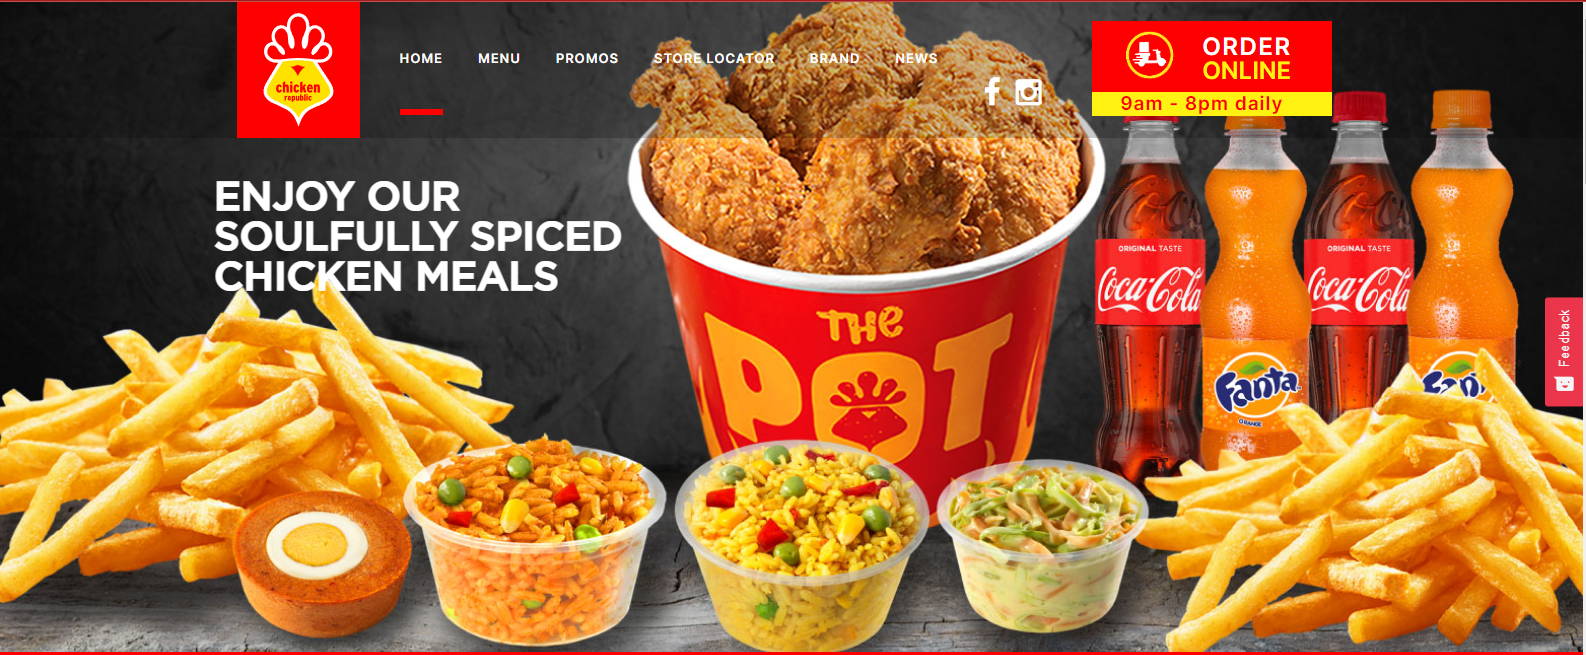 chicken
republic
HOME
MENU
PROMOS
STORE LOCATOR
BRAND
NEWS
ORDER
ONLINE
9am - 8pm daily
ENJOY OUR
SOULFULLY SPICED
CHICKEN MEALS
THE
POT
ORIGINAL TASTE
Coca-Cola
Fanta
ORANGE
ORIGINAL TASTE
Coca-Cola
Fanta
Feedback